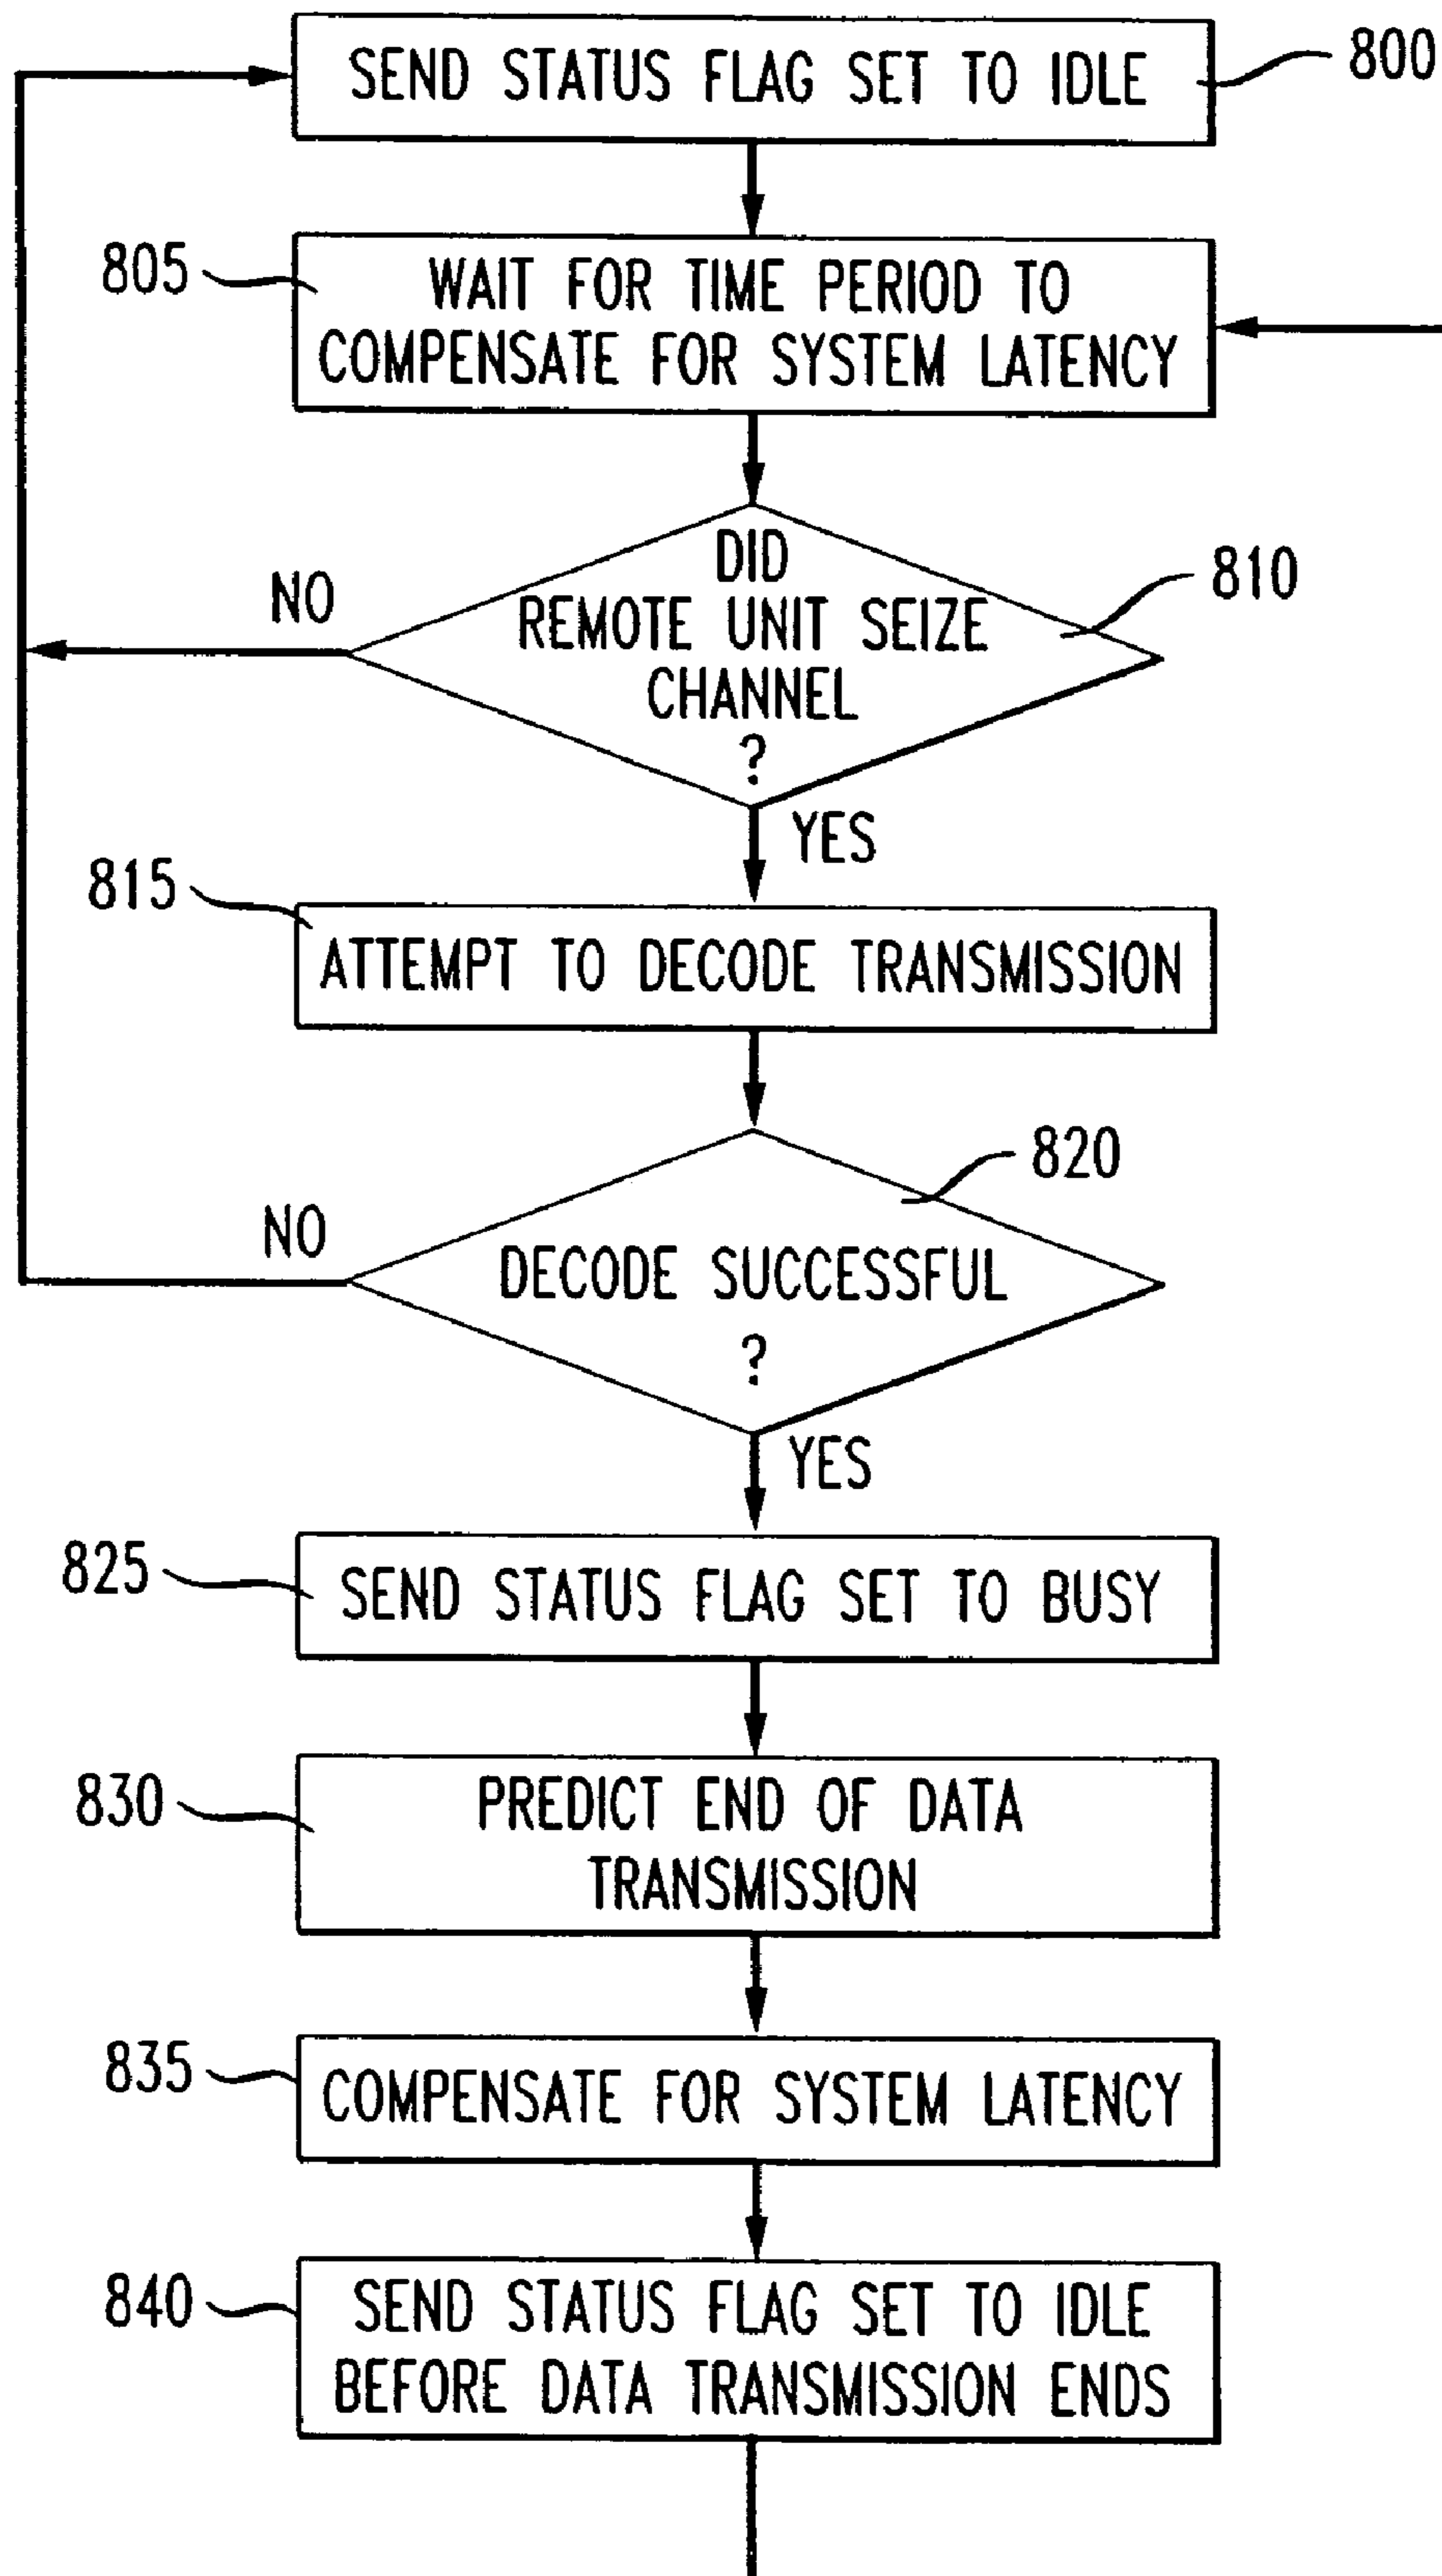 SEND STATUS FLAG SET TO IDLE
800
805
WAIT FOR TIME PERIOD TO
COMPENSATE FOR SYSTEM LATENCY
DID
REMOTE UNIT SEIZE
CHANNEL
?
810
NO
YES
815
ATTEMPT TO DECODE TRANSMISSION
820
NO
DECODE SUCCESSFUL
?
YES
825
SEND STATUS FLAG SET TO BUSY
830
PREDICT END OF DATA
TRANSMISSION
835
COMPENSATE FOR SYSTEM LATENCY
840
SEND STATUS FLAG SET TO IDLE
BEFORE DATA TRANSMISSION ENDS